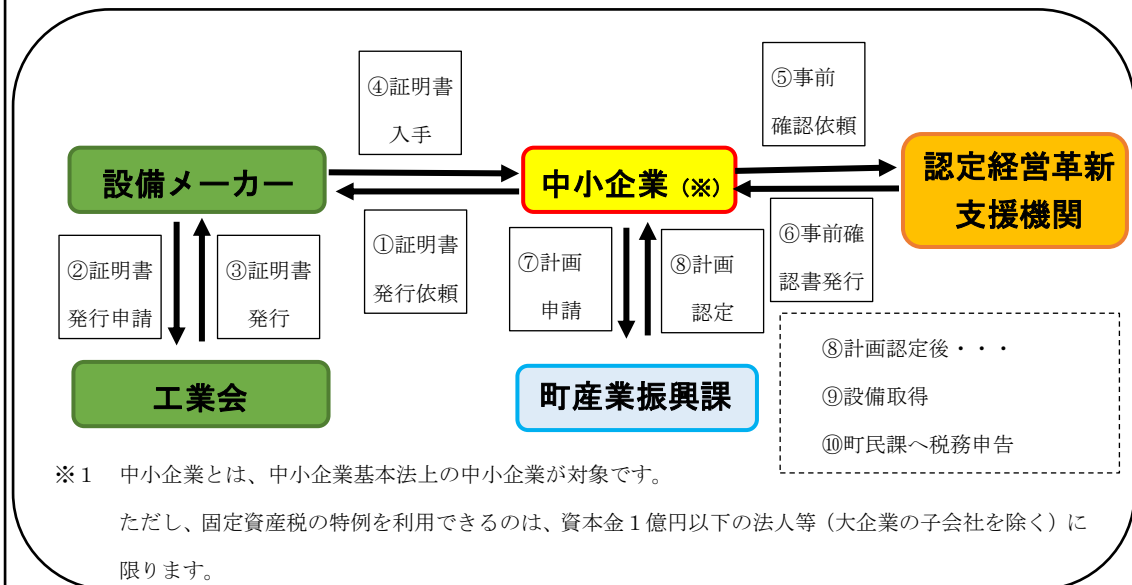 ④証明書
入手
⑤事前
確認依頼
設備メーカー
中小企業（※）
認定経営革新
支援機関
②証明書
発行申請
③証明書
発行
①証明書
発行依頼
⑦計画
申請
⑧計画
認定
⑥事前確
認書発行
工業会
町産業振興課
⑧計画認定後・・・
⑨設備取得
⑩町民課へ税務申告
※１　中小企業とは、中小企業基本法上の中小企業が対象です。
ただし、固定資産税の特例を利用できるのは、資本金１億円以下の法人等（大企業の子会社を除く）に
限ります。